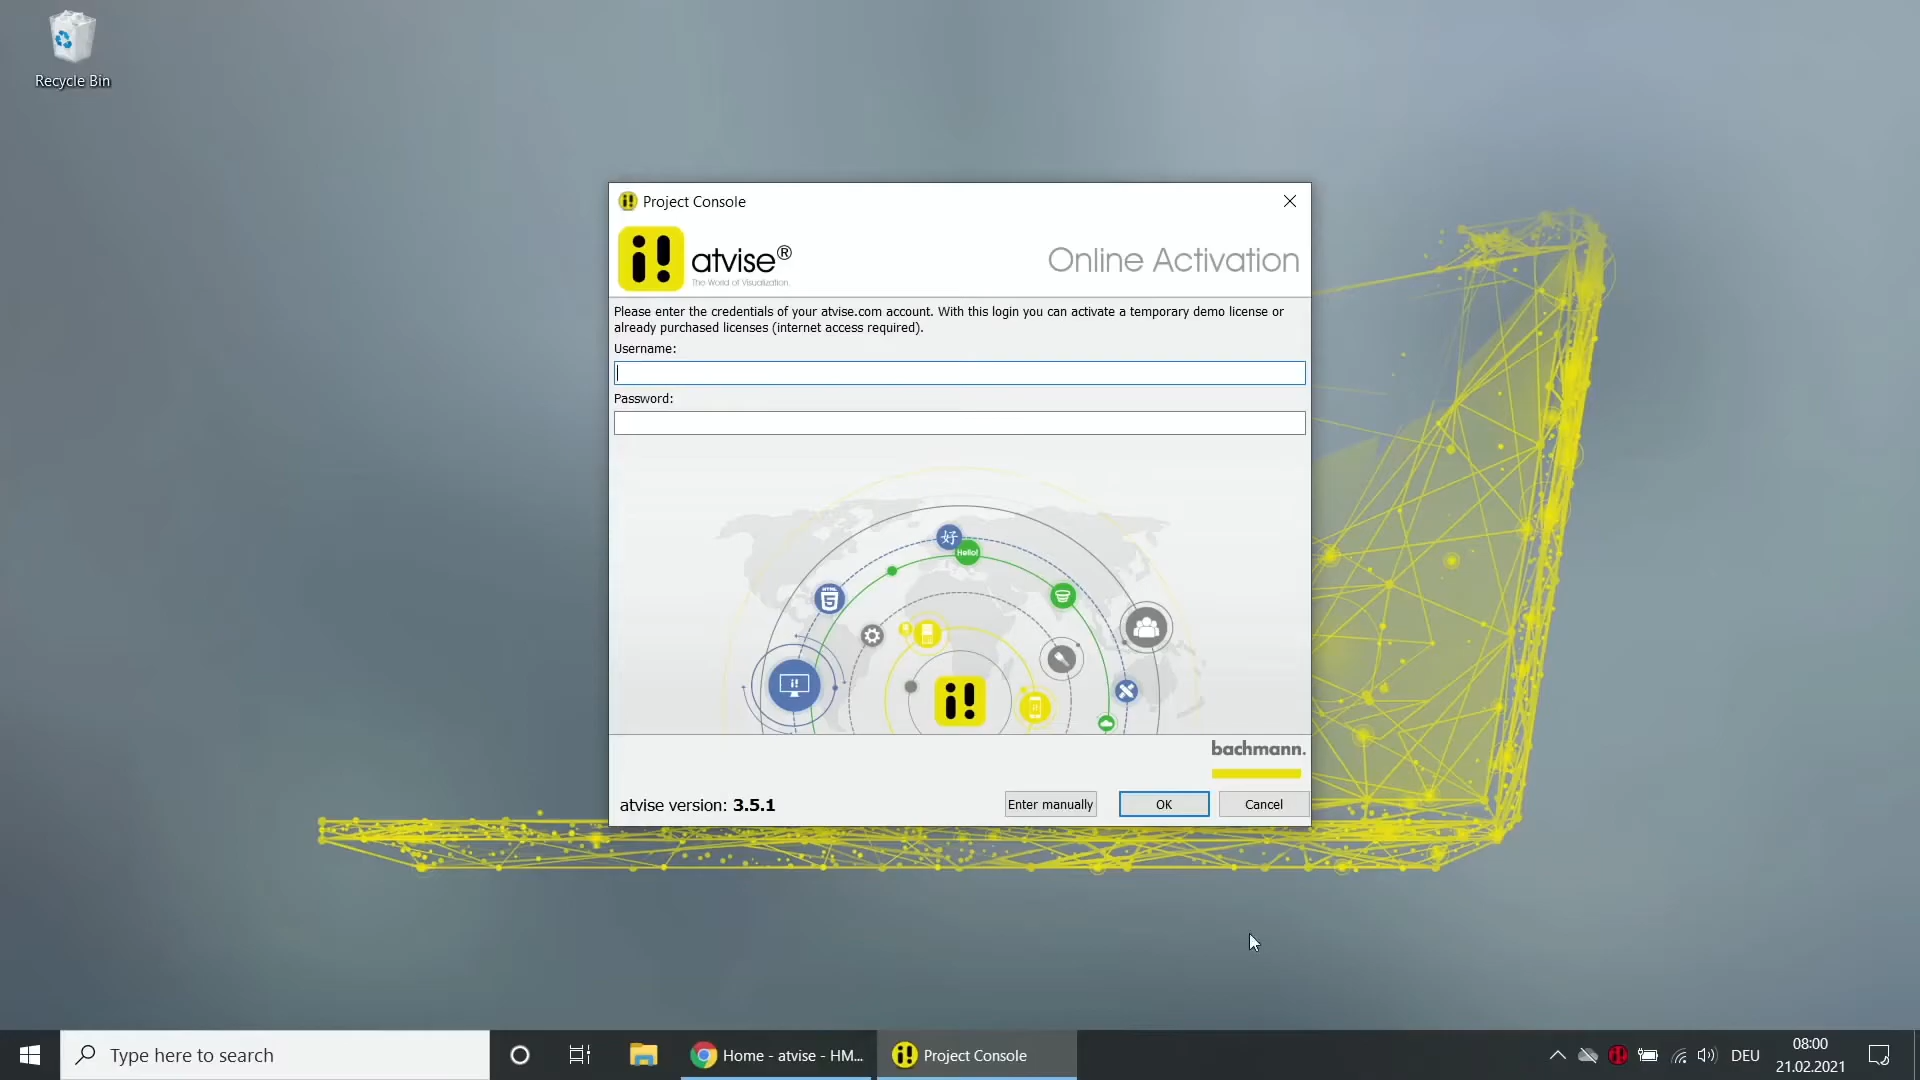 Recycle Bin
Project Console
i! atvise®
The World of Visualization.
Online Activation
Please enter the credentials of your atvise.com account. With this login you can activate a temporary demo license or
already purchased licenses (internet access required).
Username:
Password:
好
Hello!
HTML
5
i!
i!
bachmann.
atvise version: 3.5.1
Enter manually
OK
Cancel
Type here to search
Home - atvise - HM...
Project Console
DEU
08:00
21.02.2021